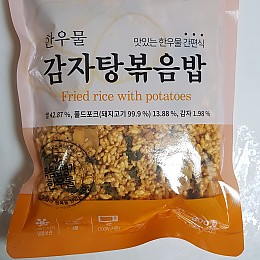 한우물
맛있는 한우물 간편식
감자탕볶음밥
Fried rice with potatoes
쌀 42.87 %, 풀드포크(돼지고기 99.9 %) 13.88 %, 감자 1.98 %